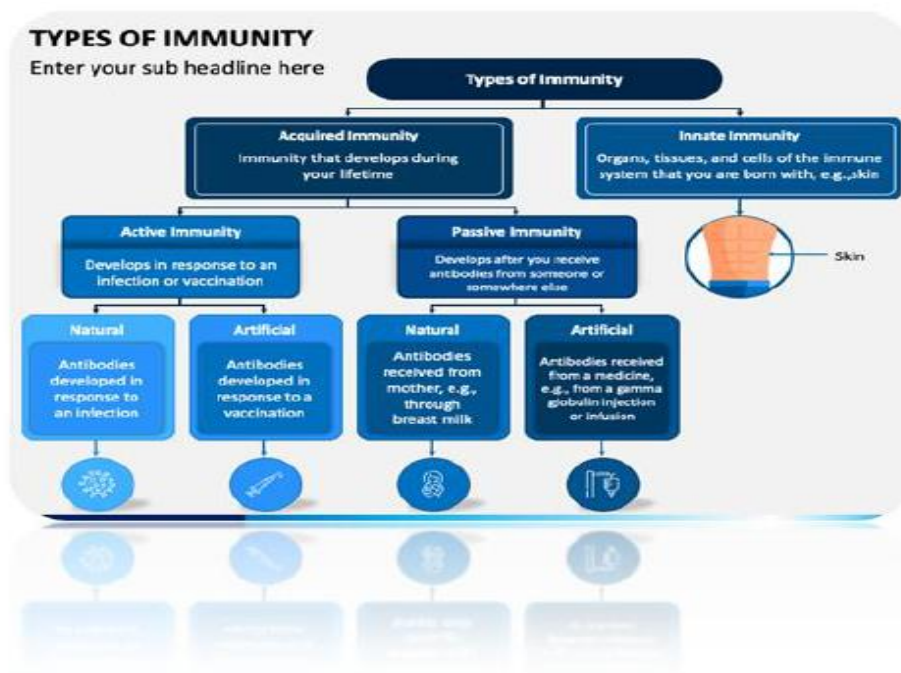 TYPES OF IMMUNITY
Enter your sub headline here
Types of Immunity
Acquired Immunity
Immunity that develops during
your lifetime
Innate Immunity
Organs, tissues, and cells of the immune
system that you are born with, e.g.,skin
Active Immunity
Develops in response to an
infection or vaccination
Passive Immunity
Develops after you receive
antibodies from someone or
somewhere else
Skin
Natural
Antibodies
developed in
response to
an infection
Artificial
Antibodies
developed in
response to a
vaccination
Natural
Antibodies
received from
mother, e.g.,
through
breast milk
Artificial
Antibodies received
from a medicine,
e.g., from a gamma
globulin injection
or infusion